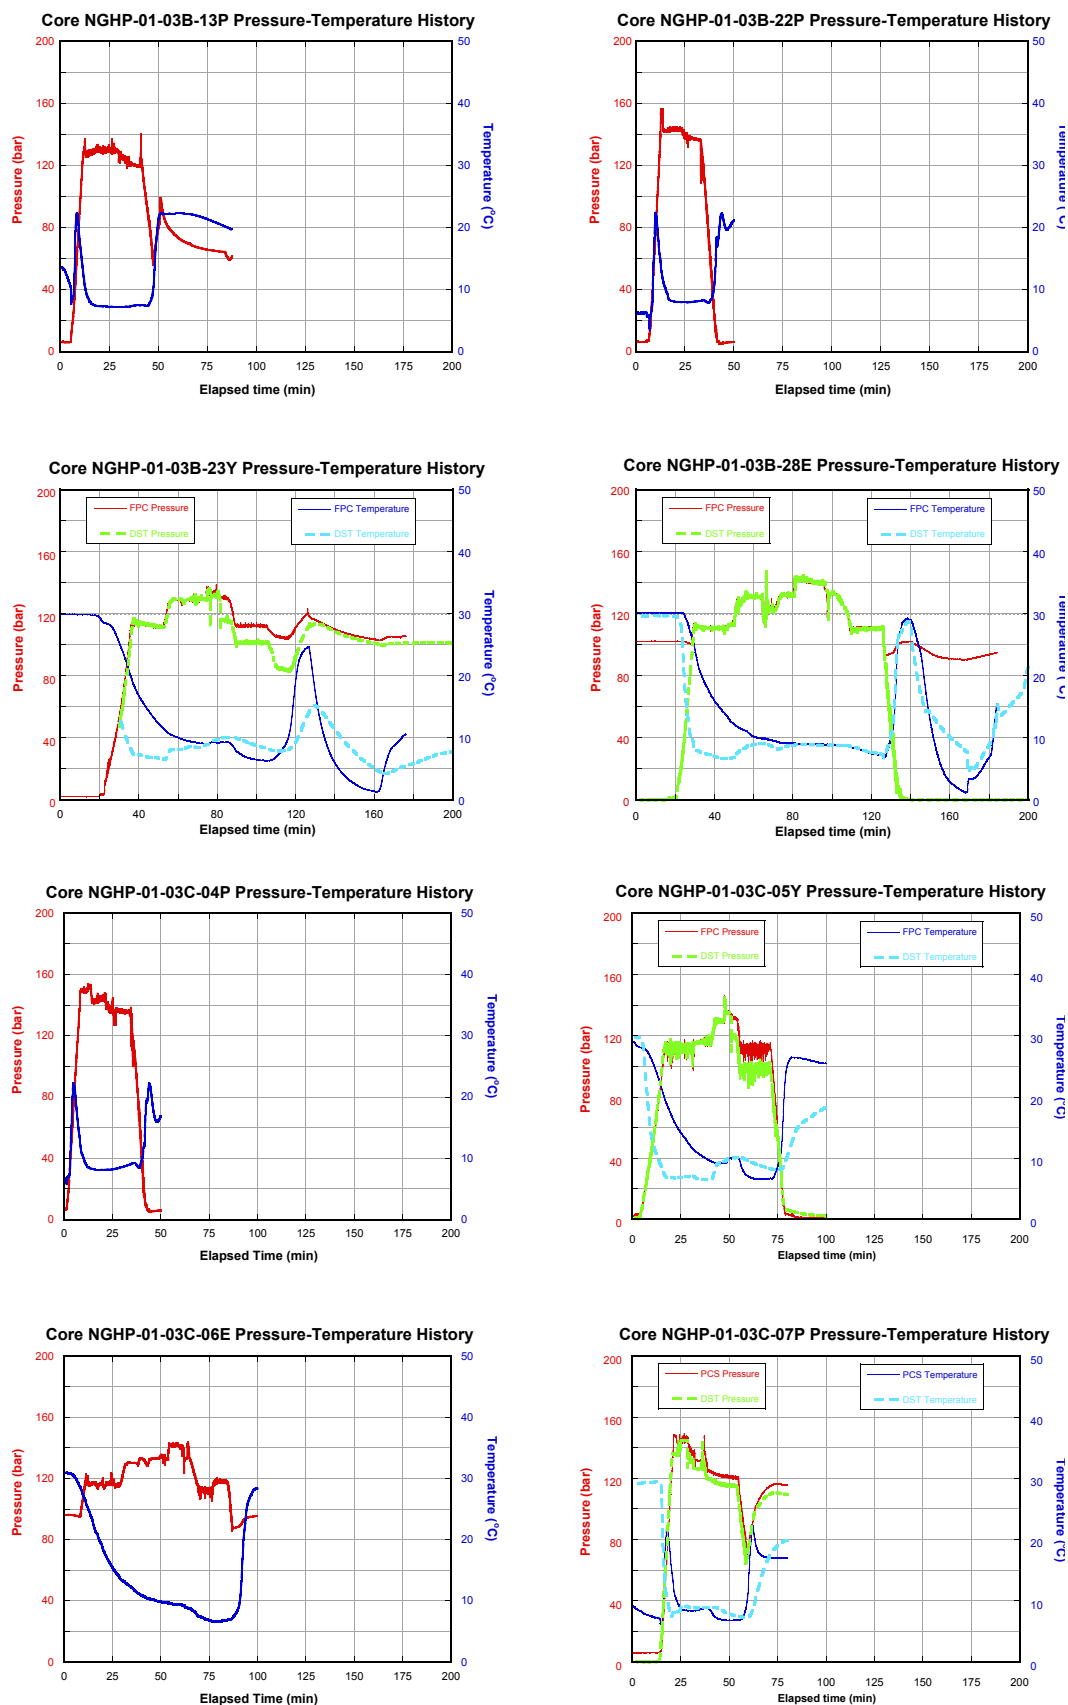 Core NGHP-01-03B-13P Pressure-Temperature History
200
160
120
80
40
0
Pressure (bar)
50
40
30
20
10
0
Temperature (°C)
0 25 50 75 100 125 150 175 200
Elapsed time (min)
Core NGHP-01-03B-22P Pressure-Temperature History
200
160
120
80
40
0
Pressure (bar)
50
40
30
20
10
0
Temperature (°C)
0 25 50 75 100 125 150 175 200
Elapsed time (min)
Core NGHP-01-03B-23Y Pressure-Temperature History
FPC Pressure
DST Pressure
FPC Temperature
DST Temperature
200
160
120
80
40
0
Pressure (bar)
50
40
30
20
10
0
Temperature (°C)
0 40 80 120 160 200
Elapsed time (min)
Core NGHP-01-03B-28E Pressure-Temperature History
FPC Pressure
DST Pressure
FPC Temperature
DST Temperature
200
160
120
80
40
0
Pressure (bar)
50
40
30
20
10
0
Temperature (°C)
0 40 80 120 160 200
Elapsed time (min)
Core NGHP-01-03C-04P Pressure-Temperature History
200
160
120
80
40
0
Pressure (bar)
50
40
30
20
10
0
Temperature (°C)
0 25 50 75 100 125 150 175 200
Elapsed Time (min)
Core NGHP-01-03C-05Y Pressure-Temperature History
FPC Pressure
DST Pressure
FPC Temperature
DST Temperature
200
160
120
80
40
0
Pressure (bar)
50
40
30
20
10
0
Temperature (°C)
0 25 50 75 100 125 150 175 200
Elapsed time (min)
Core NGHP-01-03C-06E Pressure-Temperature History
200
160
120
80
40
0
Pressure (bar)
50
40
30
20
10
0
Temperature (°C)
0 25 50 75 100 125 150 175 200
Elapsed Time (min)
Core NGHP-01-03C-07P Pressure-Temperature History
PCS Pressure
DST Pressure
PCS Temperature
DST Temperature
200
160
120
80
40
0
Pressure (bar)
50
40
30
20
10
0
Temperature (°C)
0 25 50 75 100 125 150 175 200
Elapsed time (min)